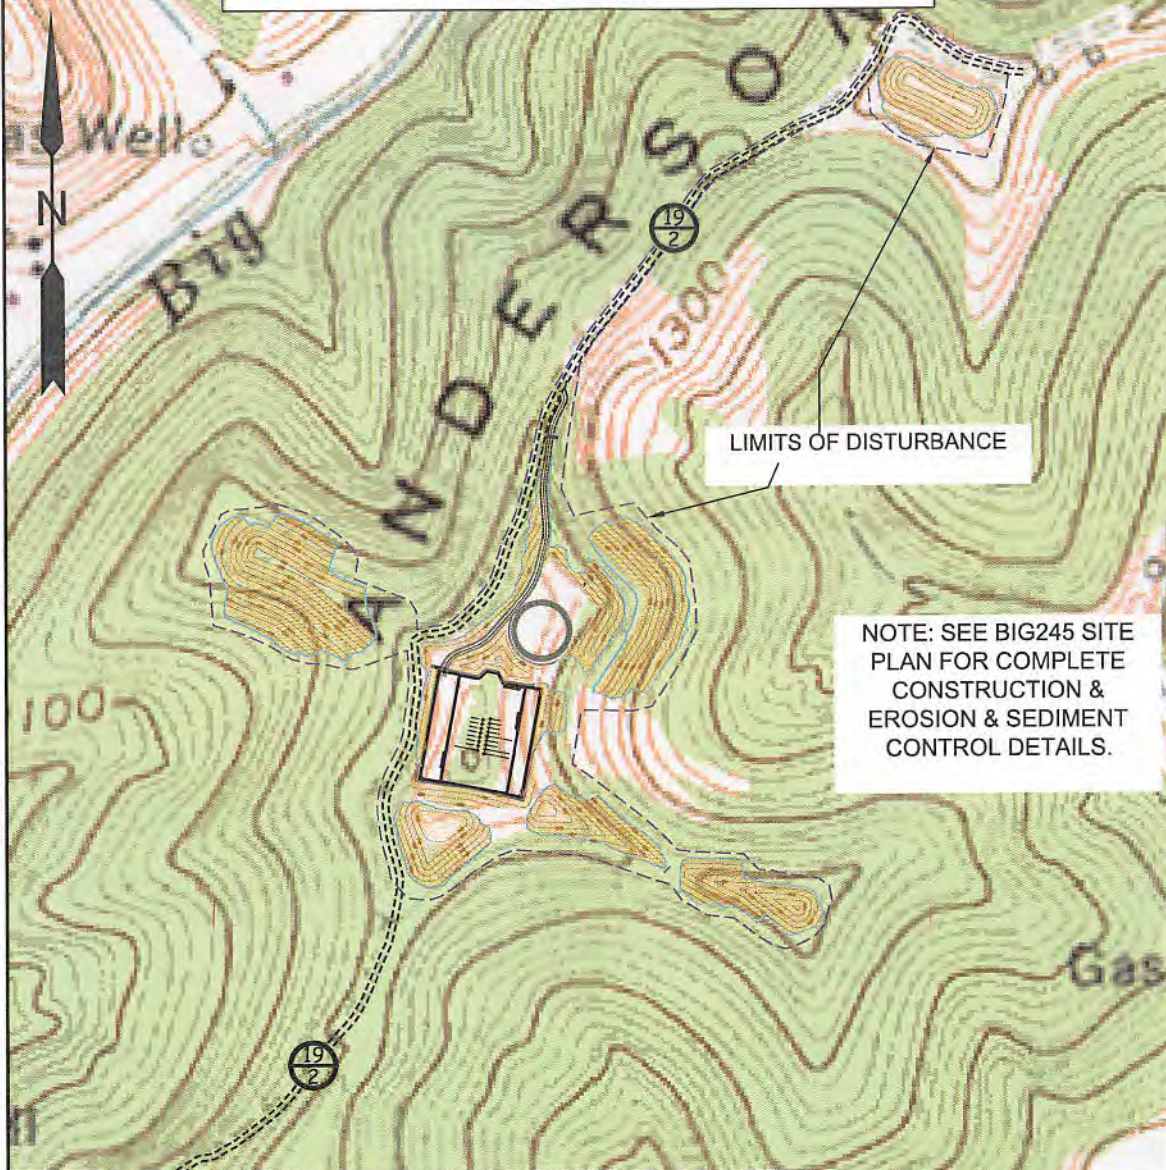 as Well
N
Big
ANDERSON
19
2
1300
LIMITS OF DISTURBANCE
NOTE: SEE BIG245 SITE
PLAN FOR COMPLETE
CONSTRUCTION &
EROSION & SEDIMENT
CONTROL DETAILS.
100
Gas
19
2